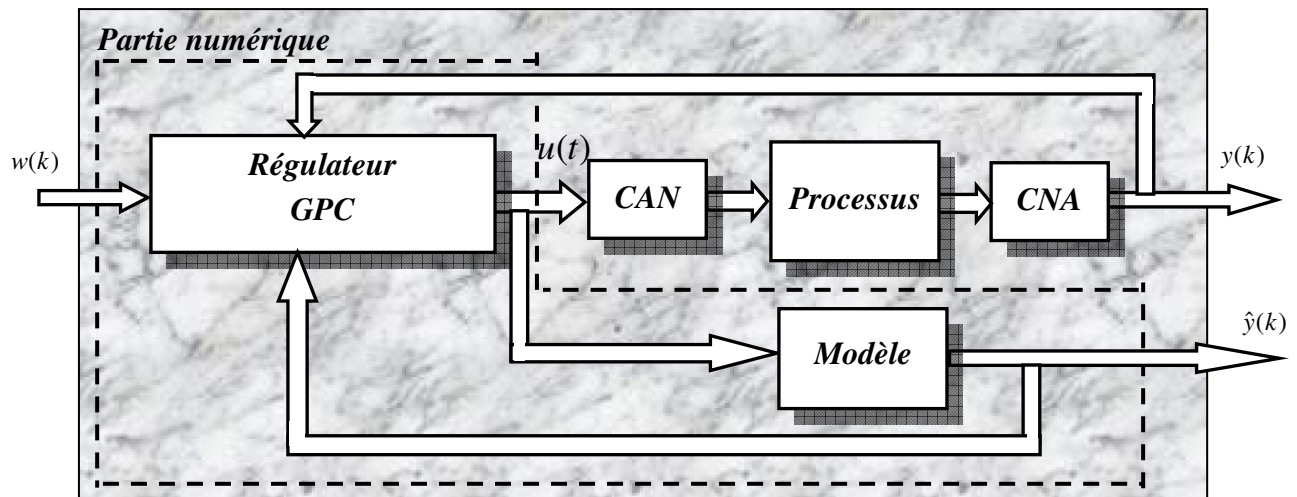 Partie numérique
w(k)
Régulateur
GPC
u(t)
CAN
Processus
CNA
y(k)
Modèle
ŷ(k)